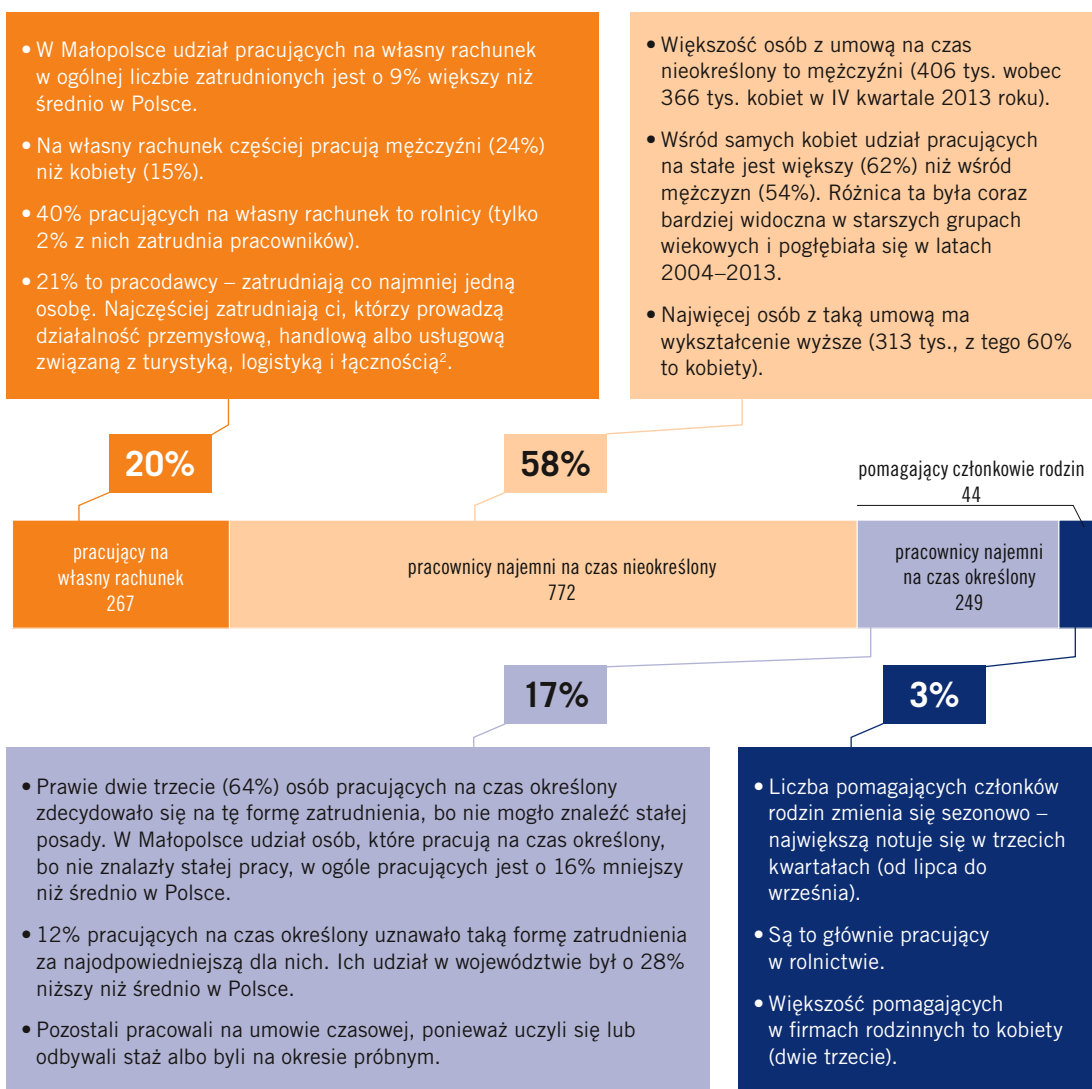 • W Małopolsce udział pracujących na własny rachunek
w ogólnej liczbie zatrudnionych jest o 9% większy niż
średnio w Polsce.
• Na własny rachunek częściej pracują mężczyźni (24%)
niż kobiety (15%).
• 40% pracujących na własny rachunek to rolnicy (tylko
2% z nich zatrudnia pracowników).
• 21% to pracodawcy – zatrudniają co najmniej jedną
osobę. Najczęściej zatrudniają ci, którzy prowadzą
działalność przemysłową, handlową albo usługową
związaną z turystyką, logistyką i łącznością².
• Większość osób z umową na czas
nieokreślony to mężczyźni (406 tys. wobec
366 tys. kobiet w IV kwartale 2013 roku).
• Wśród samych kobiet udział pracujących
na stałe jest większy (62%) niż wśród
mężczyzn (54%). Różnica ta była coraz
bardziej widoczna w starszych grupach
wiekowych i pogłębiała się w latach
2004–2013.
• Najwięcej osób z taką umową ma
wykształcenie wyższe (313 tys., z tego 60%
to kobiety).
20%
58%
pomagający członkowie rodzin
44
pracujący na
własny rachunek
267
pracownicy najemni na czas nieokreślony
772
pracownicy najemni
na czas określony
249
17%
3%
• Prawie dwie trzecie (64%) osób pracujących na czas określony
zdecydowało się na tę formę zatrudnienia, bo nie mogło znaleźć stałej
posady. W Małopolsce udział osób, które pracują na czas określony,
bo nie znalazły stałej pracy, w ogóle pracujących jest o 16% mniejszy
niż średnio w Polsce.
• 12% pracujących na czas określony uznawało taką formę zatrudnienia
za najodpowiedniejszą dla nich. Ich udział w województwie był o 28%
niższy niż średnio w Polsce.
• Pozostali pracowali na umowie czasowej, ponieważ uczyli się lub
odbywali staż albo byli na okresie próbnym.
• Liczba pomagających członków
rodzin zmienia się sezonowo –
największą notuje się w trzecich
kwartałach (od lipca do
września).
• Są to głównie pracujący
w rolnictwie.
• Większość pomagających
w firmach rodzinnych to kobiety
(dwie trzecie).